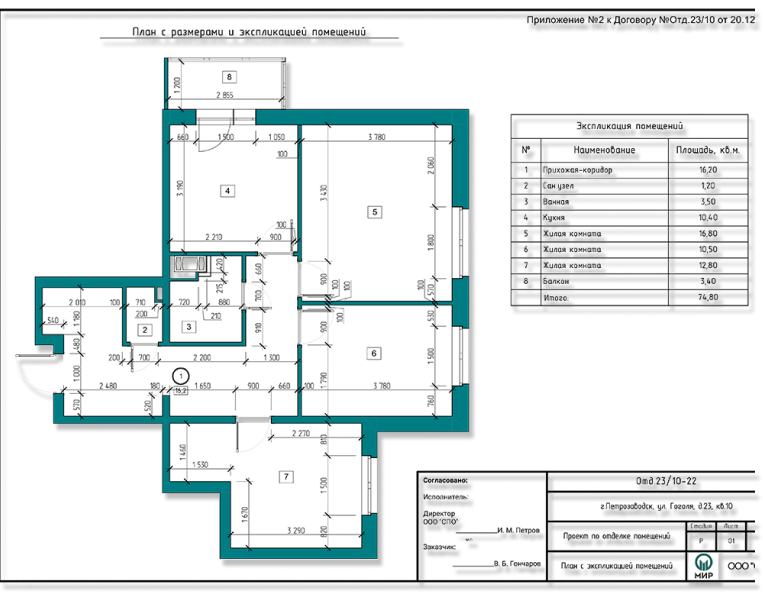 Приложение №2 к Договору №Отд.23/10 от 20.12
План с размерами и экспликацией помещений
8
1 200
2 855
660 1 500 1 050
3 780
100
3 190
4
3 430
2 060
5
100
2 210 900
1 800
420
660
215
900
100
100
100
570
2 010 100 710
720 880
700
200
210
540
1 980
2
3
910
900
100
530
480
200 700 2 200 1 300
6
1 500
1
1 000
2 480 180 1 650 900 660 100
3 780
16,2
1 790
570
520
760
2 270
1 460
810
1 530
7
1 500
1 670
3 290
820
Экспликация помещений
№ Наименование Площадь, кв.м.
1 Прихожая-коридор 16,20
2 Сан узел 1,20
3 Ванная 3,50
4 Кухня 10,40
5 Жилая комната 16,80
6 Жилая комната 10,50
7 Жилая комната 12,80
8 Балкон 3,40
Итого: 74,80
Согласовано:
Исполнитель:
Директор
ООО "СПО"
И. М. Петров
м.п.
Заказчик:
В. Б. Гончаров
Отд.23/10-22
г.Петрозаводск, ул. Гоголя, д.23, кв.10
Проект по отделке помещений
Стадия Лист
Р 01
План с экспликацией помещений
МИР
ООО